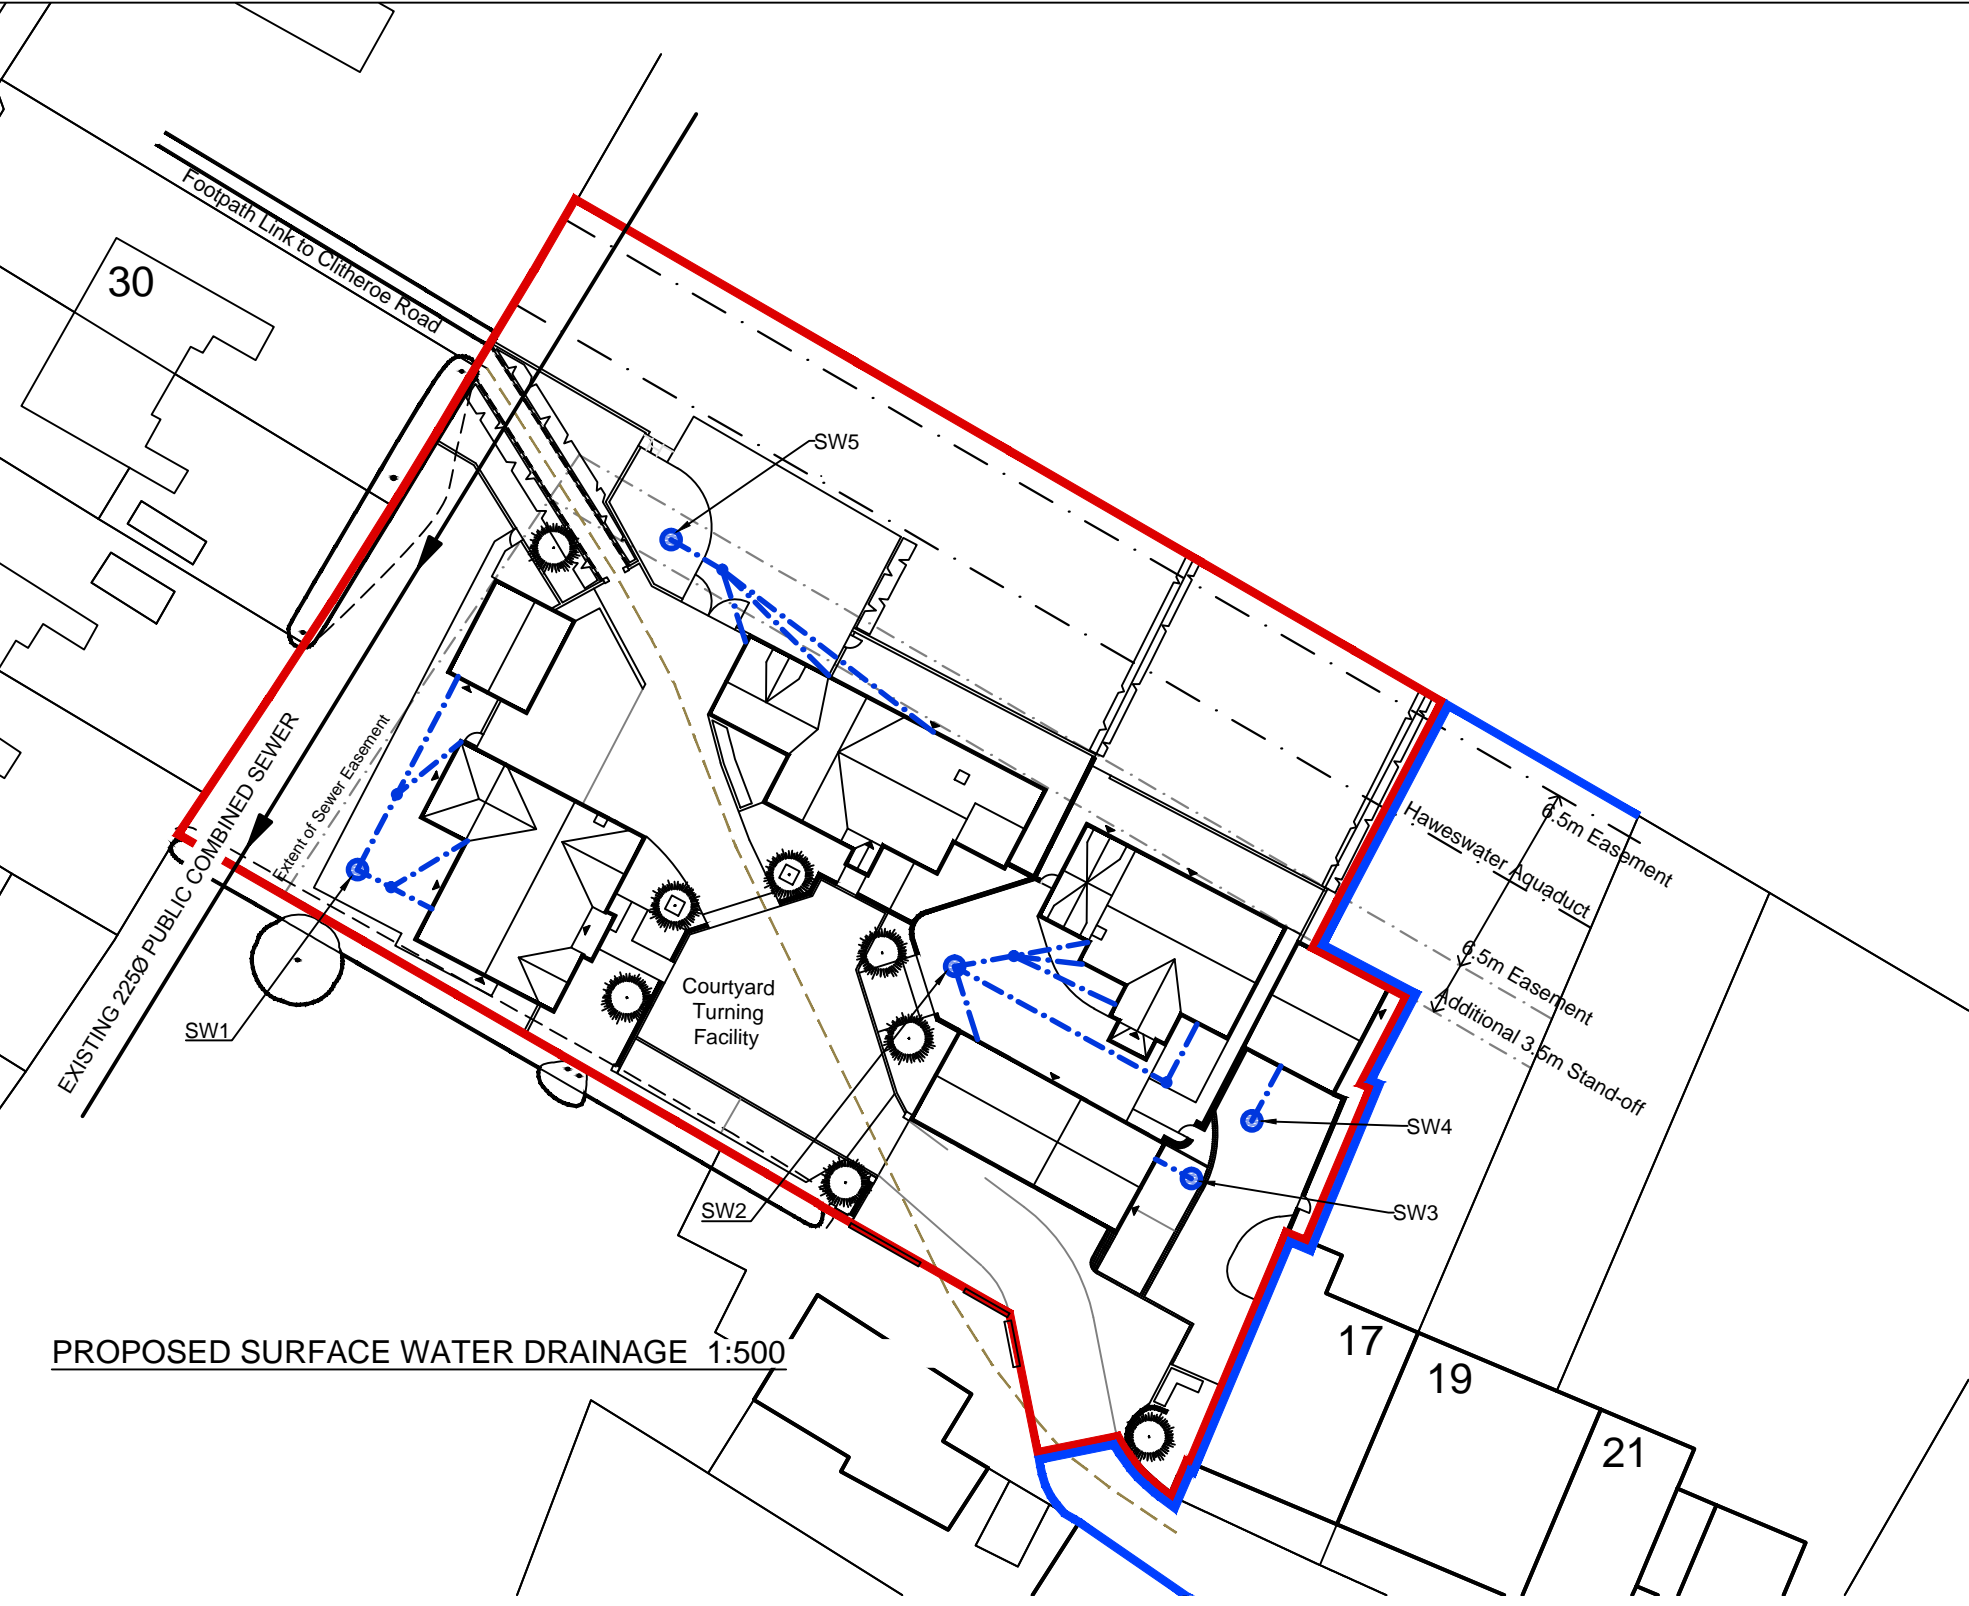 Footpath Link to Clitheroe Road
30
SW5
EXISTING 225Ø PUBLIC COMBINED SEWER
Extent of Sewer Easement
6.5m Easement
Haweswater Aquaduct
6.5m Easement
Additional 3.5m Stand-off
Courtyard
Turning
Facility
SW1
SW4
SW2
SW3
PROPOSED SURFACE WATER DRAINAGE 1:500
17
19
21